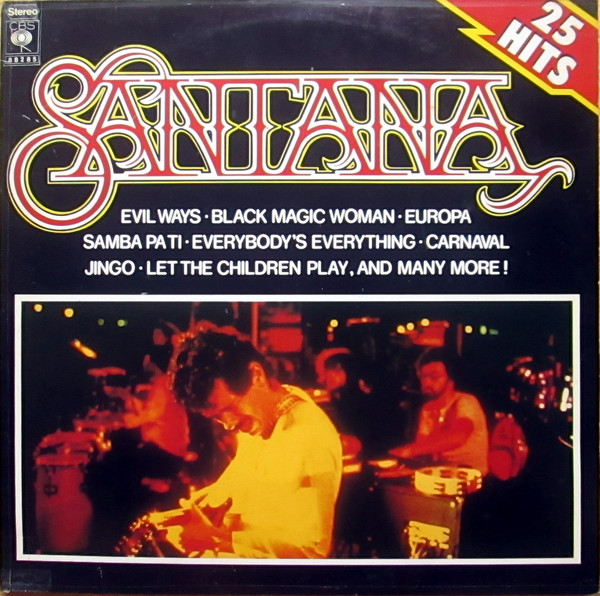 Stereo
CBS
88285
25
HITS
SANTANA
EVIL WAYS · BLACK MAGIC WOMAN · EUROPA
SAMBA PA TI · EVERYBODY'S EVERYTHING · CARNAVAL
JINGO · LET THE CHILDREN PLAY, AND MANY MORE!